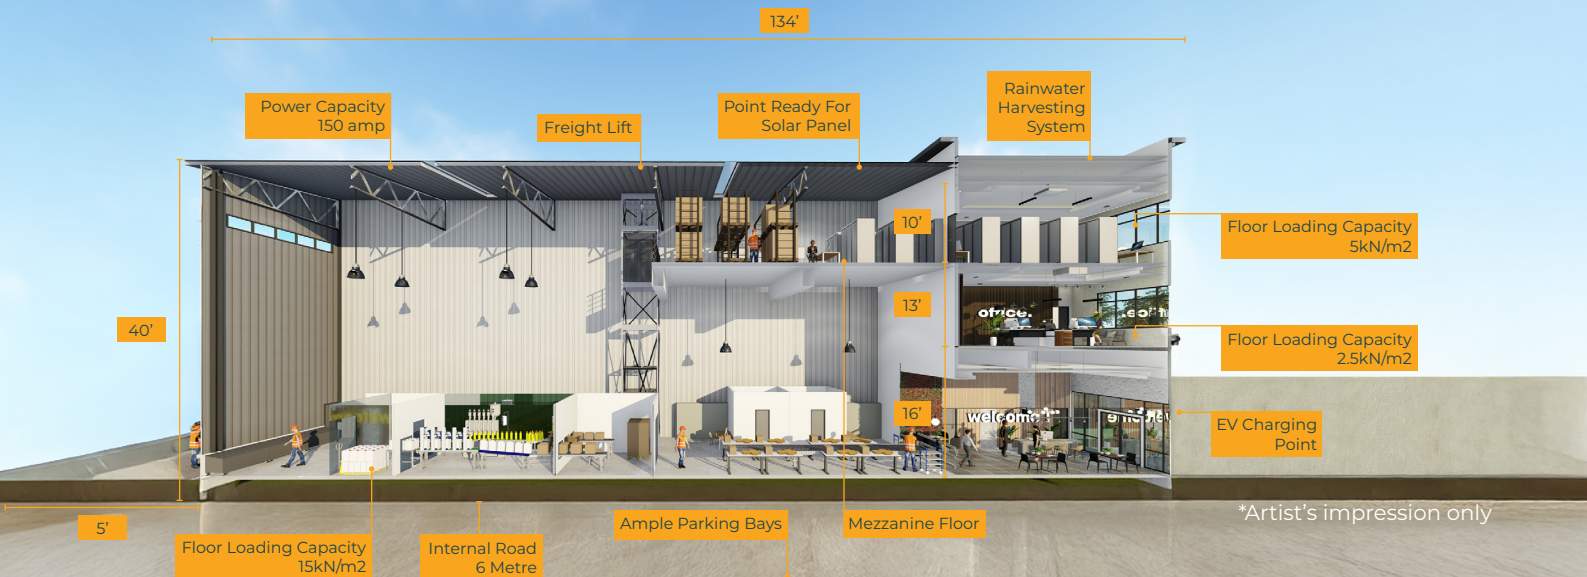 134’
Power Capacity
150 amp
Freight Lift
Point Ready For
Solar Panel
Rainwater
Harvesting
System
10’
Floor Loading Capacity
5kN/m2
13’
office.
40’
Floor Loading Capacity
2.5kN/m2
16’
welcome
EV Charging
Point
5’
Ample Parking Bays
Mezzanine Floor
*Artist’s impression only
Floor Loading Capacity
15kN/m2
Internal Road
6 Metre